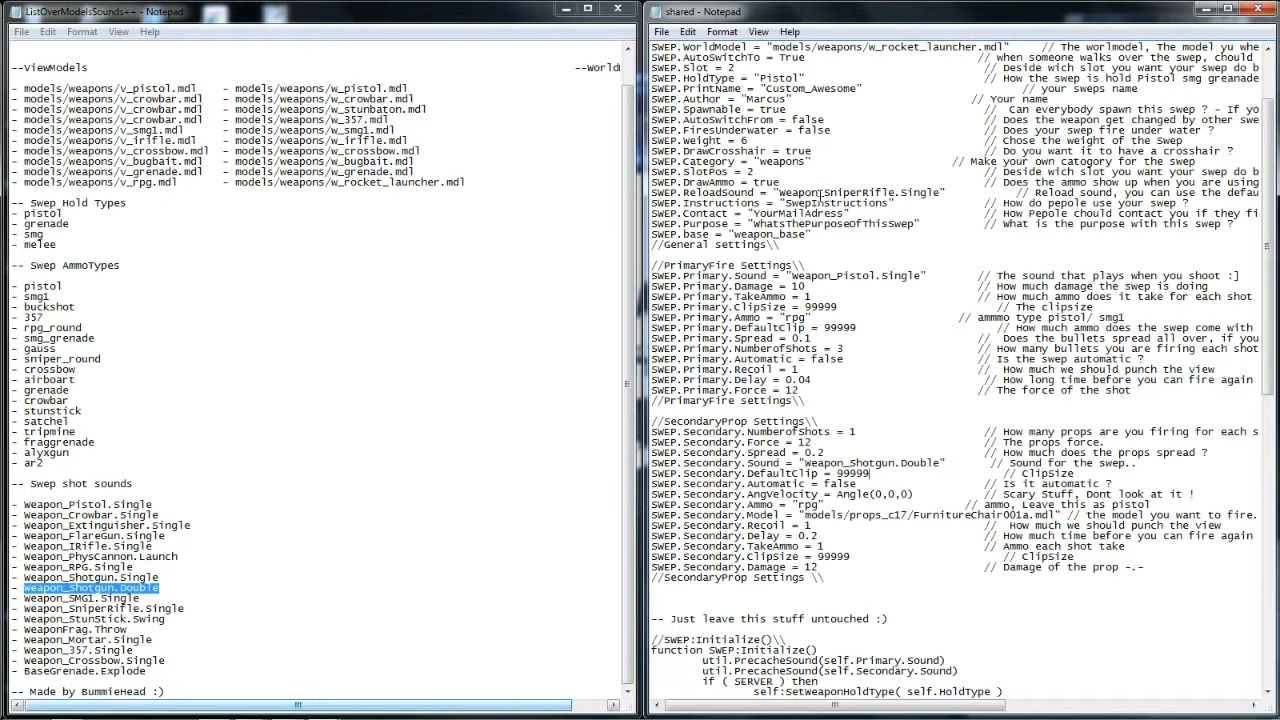 ListOverModelsSounds++ - Notepad
File Edit Format View Help
--ViewModels --World
- models/weapons/v_pistol.mdl - models/weapons/w_pistol.mdl
- models/weapons/v_crowbar.mdl - models/weapons/w_crowbar.mdl
- models/weapons/v_crowbar.mdl - models/weapons/w_stunbaton.mdl
- models/weapons/v_crowbar.mdl - models/weapons/w_357.mdl
- models/weapons/v_smg1.mdl - models/weapons/w_smg1.mdl
- models/weapons/v_irifle.mdl - models/weapons/w_irifle.mdl
- models/weapons/v_crossbow.mdl - models/weapons/w_crossbow.mdl
- models/weapons/v_bugbait.mdl - models/weapons/w_bugbait.mdl
- models/weapons/v_grenade.mdl - models/weapons/w_grenade.mdl
- models/weapons/v_rpg.mdl - models/weapons/w_rocket_launcher.mdl
-- Swep Hold Types
- pistol
- grenade
- smg
- melee
-- Swep AmmoTypes
- pistol
- smg1
- buckshot
- 357
- rpg_round
- smg_grenade
- gauss
- sniper_round
- crossbow
- airboart
- grenade
- crowbar
- stunstick
- satchel
- tripmine
- fraggrenade
- alyxgun
- ar2
-- Swep shot sounds
- Weapon_Pistol.Single
- Weapon_Crowbar.Single
- Weapon_Extinguisher.Single
- Weapon_FlareGun.Single
- Weapon_IRifle.Single
- Weapon_PhysCannon.Launch
- Weapon_RPG.Single
- Weapon_Shotgun.Single
- Weapon_Shotgun.Double
- Weapon_SMG1.Single
- Weapon_SniperRifle.Single
- Weapon_StunStick.Swing
- WeaponFrag.Throw
- Weapon_Mortar.Single
- Weapon_357.Single
- Weapon_Crossbow.Single
- BaseGrenade.Explode
-- Made by BummieHead :)
shared - Notepad
File Edit Format View Help
SWEP.WorldModel = "models/weapons/w_rocket_launcher.mdl" // The worlmodel, The model yu whe
SWEP.AutoSwitchTo = True // when someone walks over the swep, chould
SWEP.Slot = 2 // Deside wich slot you want your swep do b
SWEP.HoldType = "Pistol" // How the swep is hold Pistol smg greanade
SWEP.PrintName = "Custom_Awesome" // your sweps name
SWEP.Author = "Marcus" // Your name
SWEP.Spawnable = true // Can everybody spawn this swep ? - If yo
SWEP.AutoSwitchFrom = false // Does the weapon get changed by other swe
SWEP.FiresUnderwater = false // Does your swep fire under water ?
SWEP.Weight = 6 // Chose the weight of the Swep
SWEP.DrawCrosshair = true // Do you want it to have a crosshair ?
SWEP.Category = "weapons" // Make your own catogory for the swep
SWEP.SlotPos = 2 // Deside wich slot you want your swep do b
SWEP.DrawAmmo = true // Does the ammo show up when you are using
SWEP.ReloadSound = "Weapon_SniperRifle.Single" // Reload sound, you can use the defau
SWEP.Instructions = "SwepInstructions" // How do pepole use your swep ?
SWEP.Contact = "YourMailAdress" // How Pepole chould contact you if they fi
SWEP.Purpose = "WhatsThePurposeOfThisSwep" // What is the purpose with this swep ?
SWEP.base = "weapon_base"
//General settings\\
//PrimaryFire Settings\\
SWEP.Primary.Sound = "Weapon_Pistol.Single" // The sound that plays when you shoot :]
SWEP.Primary.Damage = 10 // How much damage the swep is doing
SWEP.Primary.TakeAmmo = 1 // How much ammo does it take for each shot
SWEP.Primary.ClipSize = 99999 // The clipsize
SWEP.Primary.Ammo = "rpg" // ammmo type pistol/ smg1
SWEP.Primary.DefaultClip = 99999 // How much ammo does the swep come with
SWEP.Primary.Spread = 0.1 // Does the bullets spread all over, if you
SWEP.Primary.NumberofShots = 3 // How many bullets you are firing each shot
SWEP.Primary.Automatic = false // Is the swep automatic ?
SWEP.Primary.Recoil = 1 // How much we should punch the view
SWEP.Primary.Delay = 0.04 // How long time before you can fire again
SWEP.Primary.Force = 12 // The force of the shot
//PrimaryFire settings\\
//SecondaryProp Settings\\
SWEP.Secondary.NumberofShots = 1 // How many props are you firing for each s
SWEP.Secondary.Force = 12 // The props force.
SWEP.Secondary.Spread = 0.2 // How much does the props spread ?
SWEP.Secondary.Sound = "Weapon_Shotgun.Double" // Sound for the swep..
SWEP.Secondary.DefaultClip = 99999 // ClipSize
SWEP.Secondary.Automatic = false // Is it automatic ?
SWEP.Secondary.AngVelocity = Angle(0,0,0) // Scary Stuff, Dont look at it !
SWEP.Secondary.Ammo = "rpg" // ammo, Leave this as pistol
SWEP.Secondary.Model = "models/props_c17/FurnitureChair001a.mdl" // the model you want to fire.
SWEP.Secondary.Recoil = 1 // How much we should punch the view
SWEP.Secondary.Delay = 0.2 // How much time before you can fire again
SWEP.Secondary.TakeAmmo = 1 // Ammo each shot take
SWEP.Secondary.ClipSize = 99999 // ClipSize
SWEP.Secondary.Damage = 12 // Damage of the prop -.-
//SecondaryProp Settings \\
-- Just leave this stuff untouched :)
//SWEP:Initialize()\\
function SWEP:Initialize()
util.PrecacheSound(self.Primary.Sound)
util.PrecacheSound(self.Secondary.Sound)
if ( SERVER ) then
self:SetWeaponHoldType( self.HoldType )